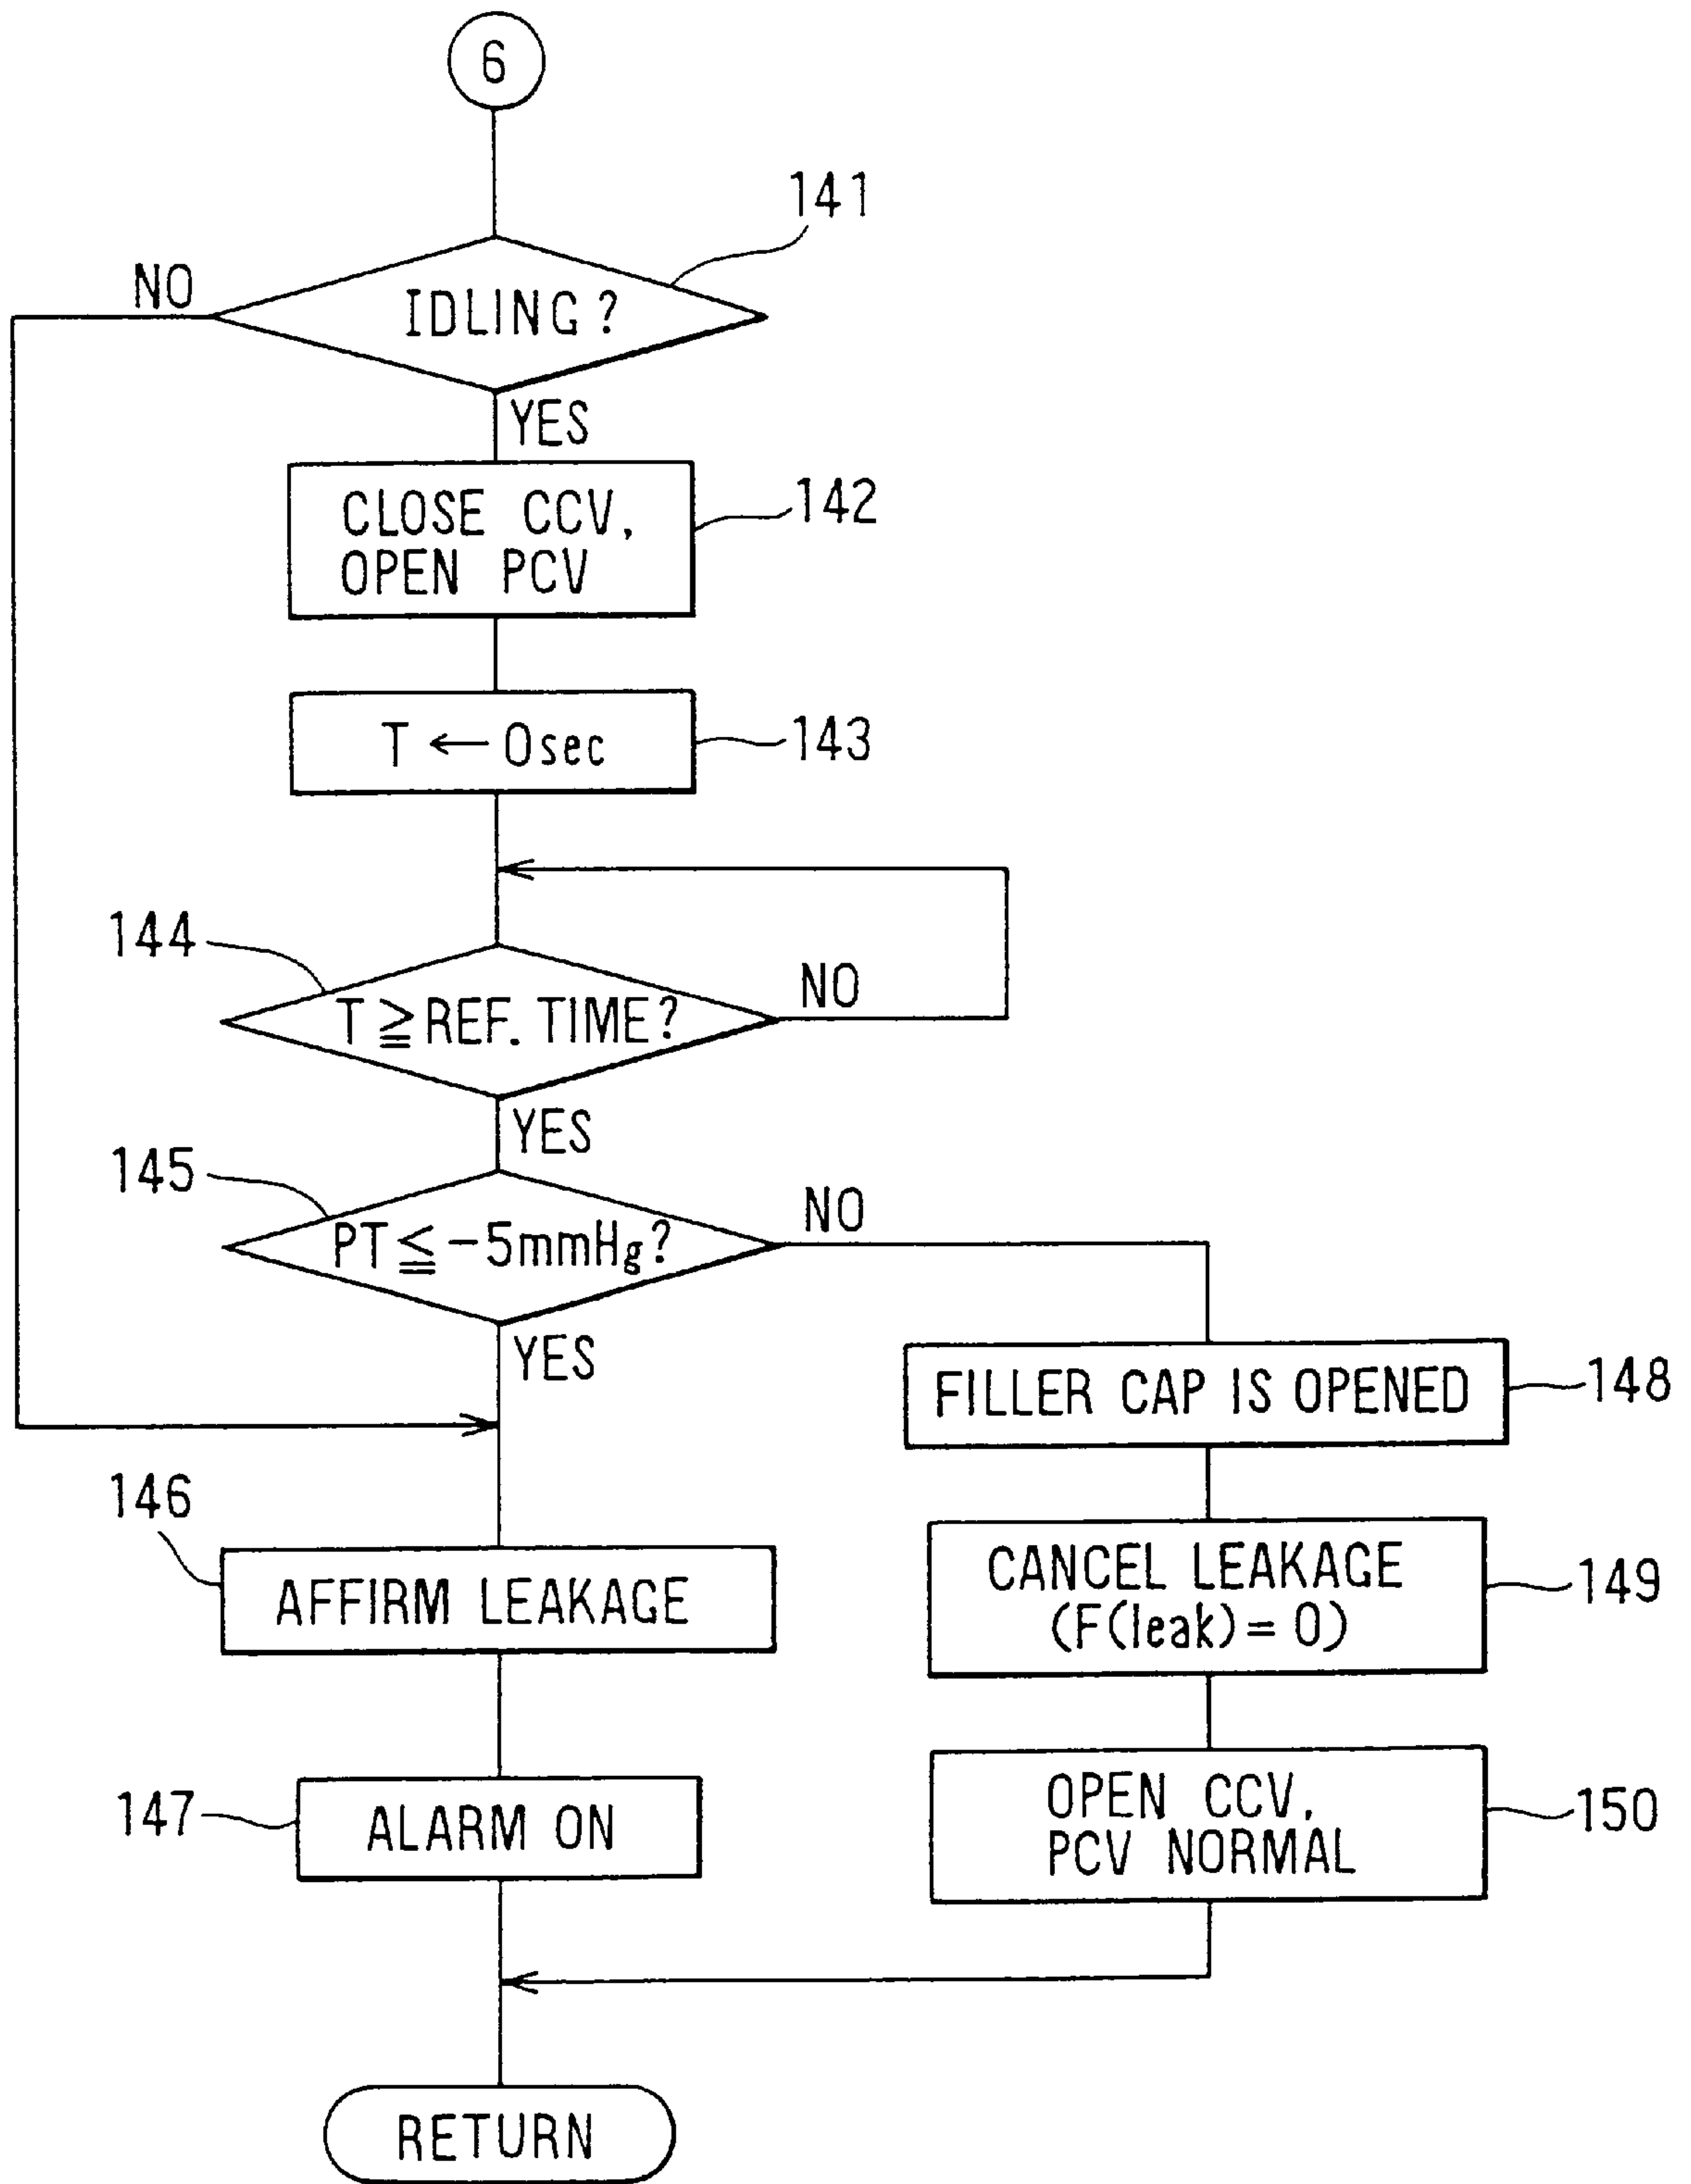 6
141
NO
IDLING?
YES
CLOSE CCV,
OPEN PCV
142
T ← 0sec
143
144
T ≧ REF. TIME?
NO
YES
145
PT ≦ -5mmHg?
NO
YES
FILLER CAP IS OPENED
148
146
AFFIRM LEAKAGE
CANCEL LEAKAGE
(F(leak) = 0)
149
147
ALARM ON
OPEN CCV,
PCV NORMAL
150
RETURN